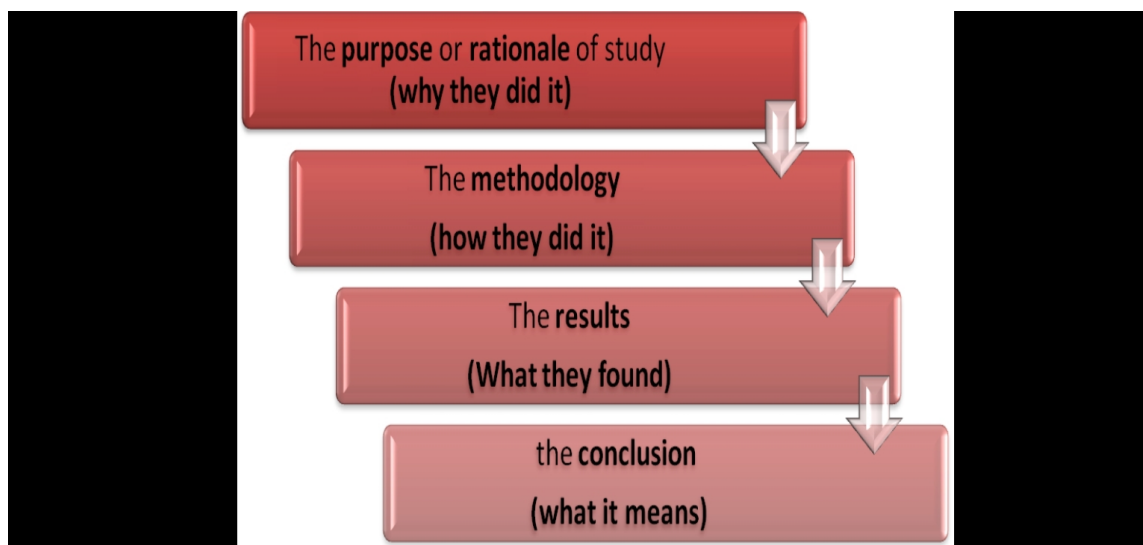 The purpose or rationale of study
(why they did it)
The methodology
(how they did it)
The results
(What they found)
the conclusion
(what it means)